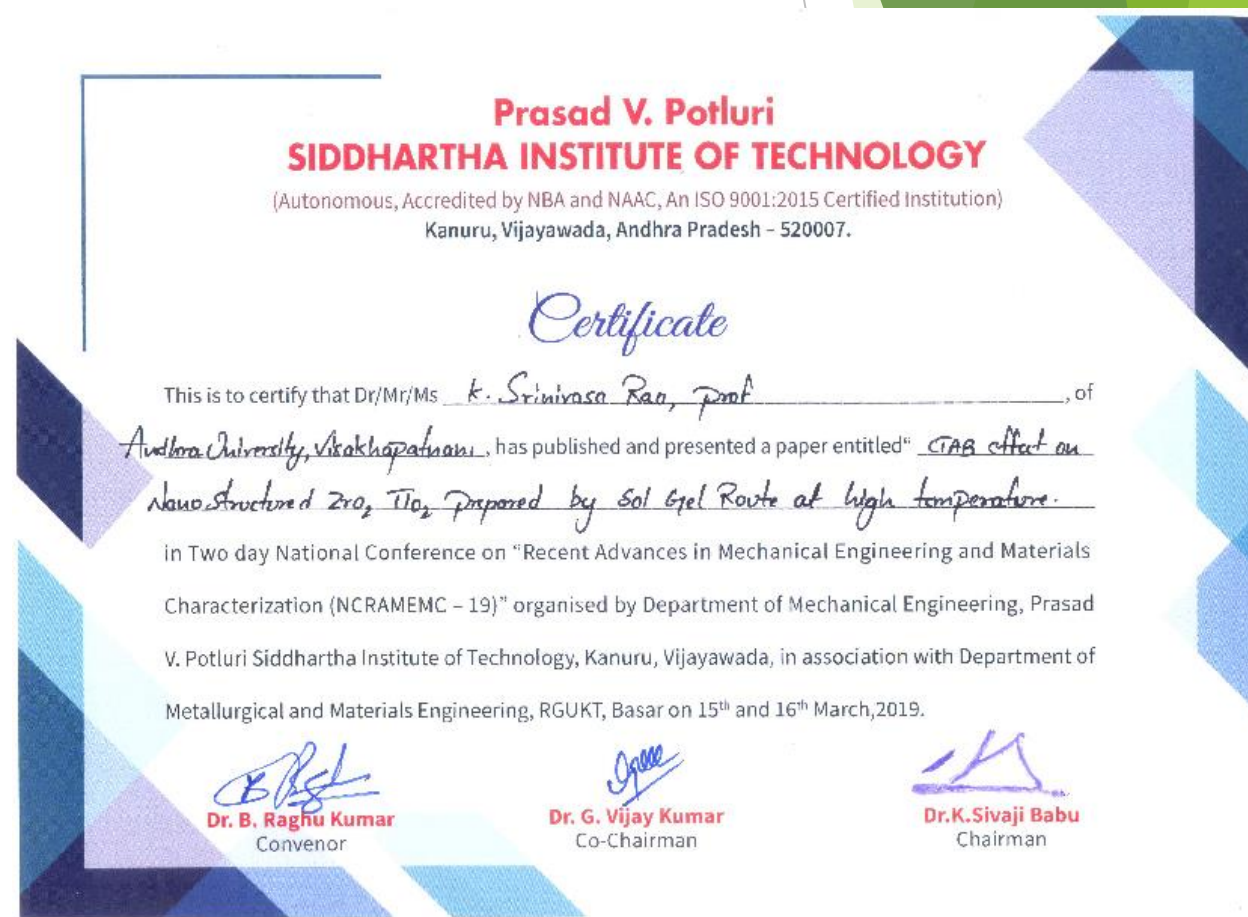 Prasad V. Potluri
SIDDHARTHA INSTITUTE OF TECHNOLOGY
(Autonomous, Accredited by NBA and NAAC, An ISO 9001:2015 Certified Institution)
Kanuru, Vijayawada, Andhra Pradesh – 520007.
Certificate
This is to certify that Dr/Mr/Ms K. Srinivasa Rao, Prof, of
Andhra University, Visakhapatnam, has published and presented a paper entitled“ CTAB effect on
Nano Structured ZrO₂ TiO₂ Prepared by Sol Gel Route at high temperature.
in Two day National Conference on “Recent Advances in Mechanical Engineering and Materials
Characterization (NCRAMEMC – 19)” organised by Department of Mechanical Engineering, Prasad
V. Potluri Siddhartha Institute of Technology, Kanuru, Vijayawada, in association with Department of
Metallurgical and Materials Engineering, RGUKT, Basar on 15th and 16th March,2019.
Dr. B. Raghu Kumar Dr. G. Vijay Kumar Dr.K.Sivaji Babu
Convenor Co-Chairman Chairman